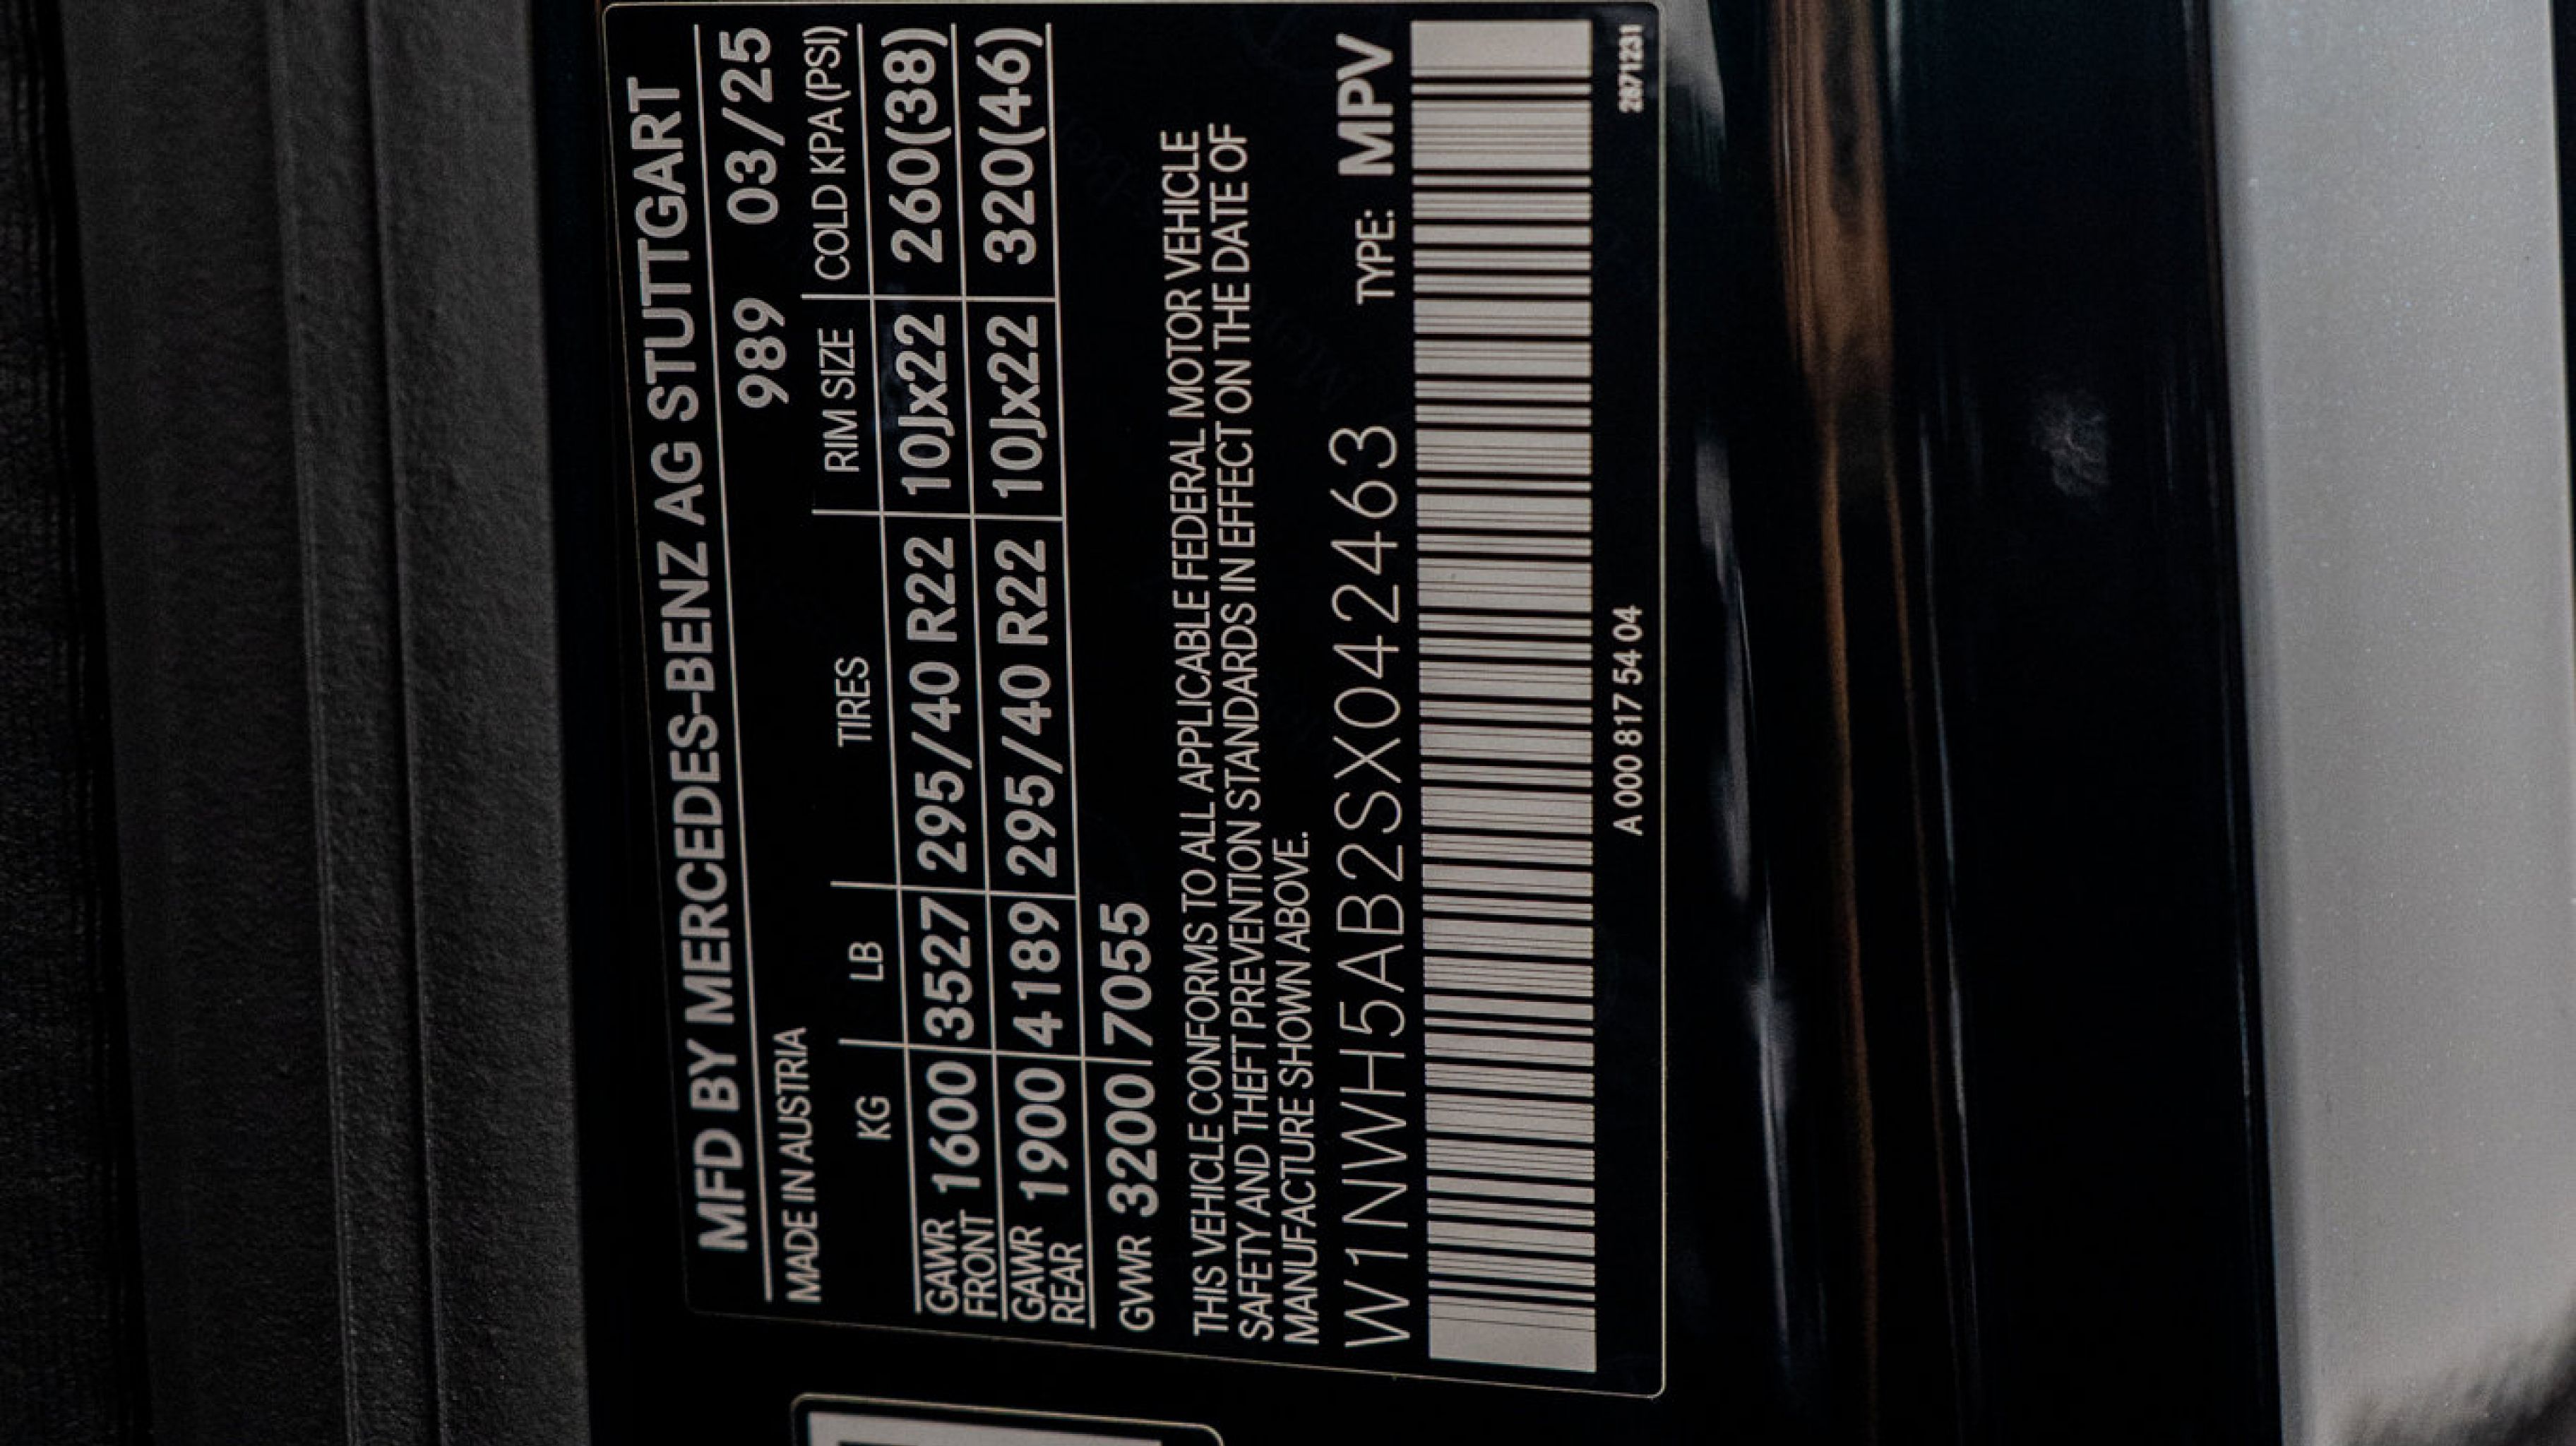 MFD BY MERCEDES-BENZ AG STUTTGART
MADE IN AUSTRIA 989 03/25
KG LB TIRES RIM SIZE COLD KPA (PSI)
GAWR FRONT 1600 3527 295/40 R22 10Jx22 260(38)
GAWR REAR 1900 4189 295/40 R22 10Jx22 320(46)
GVWR 3200 7055
THIS VEHICLE CONFORMS TO ALL APPLICABLE FEDERAL MOTOR VEHICLE
SAFETY AND THEFT PREVENTION STANDARDS IN EFFECT ON THE DATE OF
MANUFACTURE SHOWN ABOVE.
W1NWH5AB2SX042463 TYPE: MPV
A 000 817 54 04 2871231